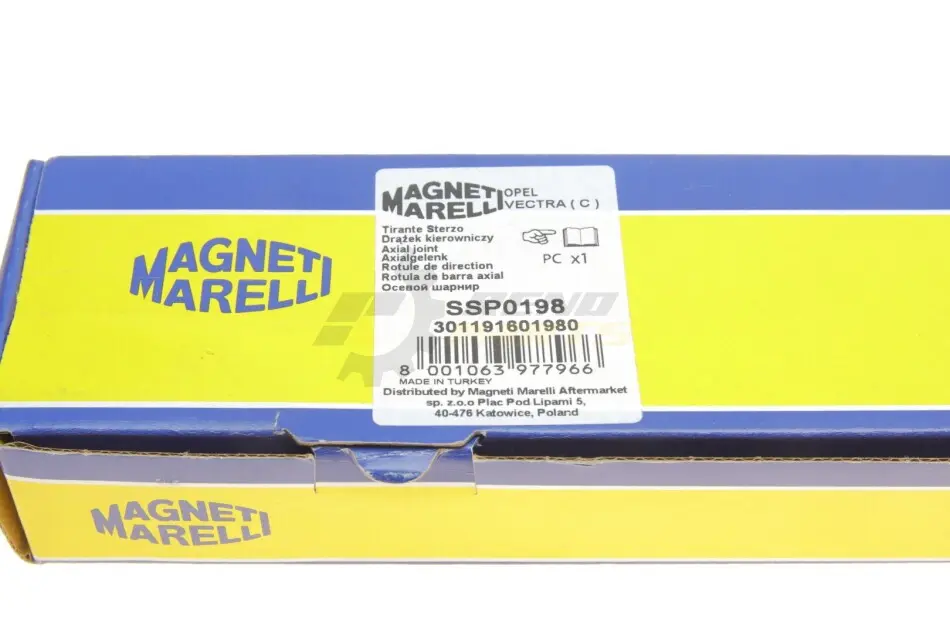 MAGNETI
MARELLI
OPEL
VECTRA ( C )
Tirante Sterzo
Drążek kierowniczy
Axial joint
Axialgelenk
Rotule de direction
Rotula de barra axial
Осевой шарнир
PC x1
SSP0198
301191601980
8 001063 977966
MADE IN TURKEY
Distributed by Magneti Marelli Aftermarket
sp. z.o.o Plac Pod Lipami 5,
40-476 Katowice, Poland
MAGNETI
MARELLI
MAGNETI
MARELLI